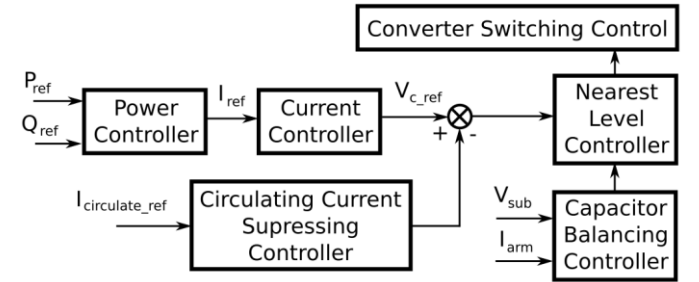 Converter Switching Control
P_ref
Q_ref
Power
Controller
I_ref
Current
Controller
V_c_ref
+
-
Nearest
Level
Controller
I_circulate_ref
Circulating Current
Supressing
Controller
V_sub
I_arm
Capacitor
Balancing
Controller